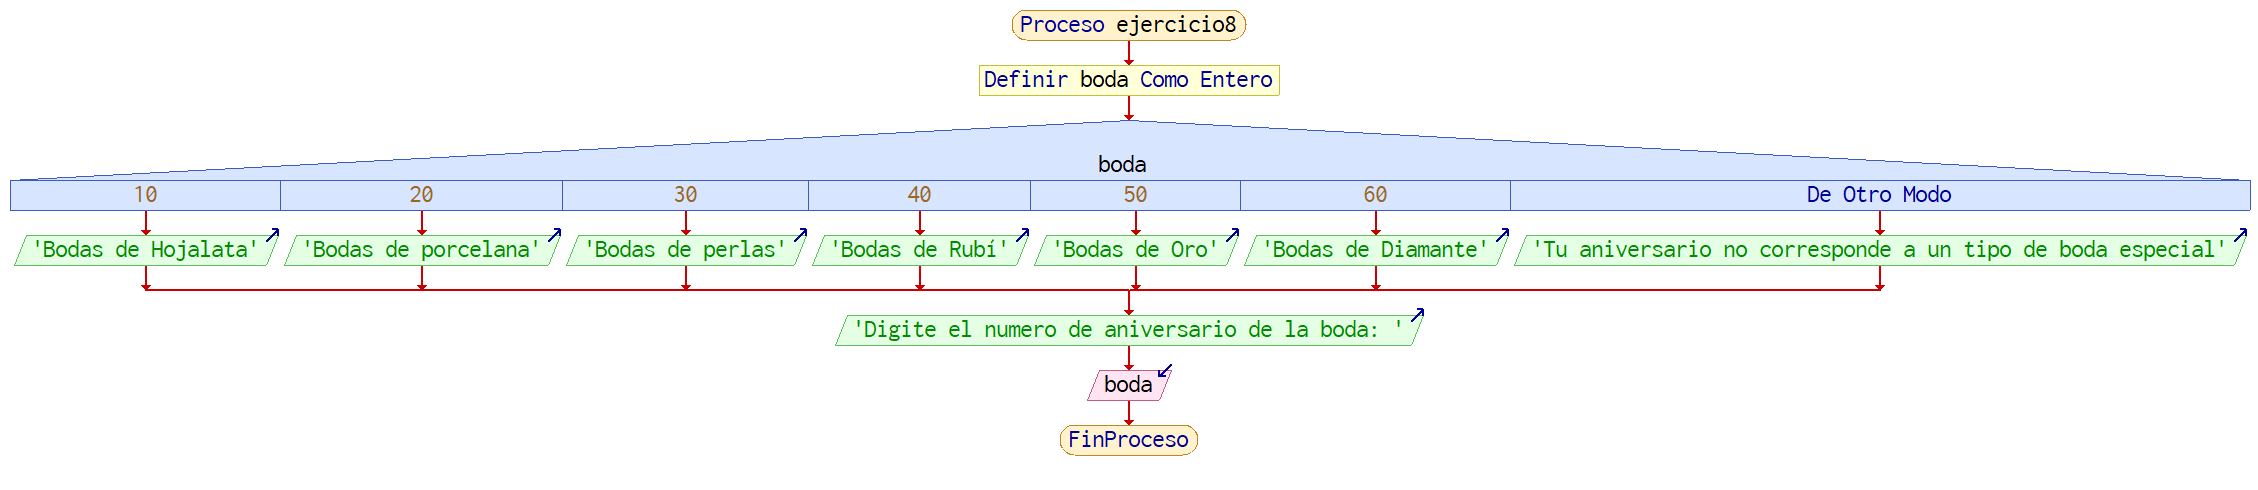 Proceso ejercicio8
Definir boda Como Entero
boda
10 20 30 40 50 60 De Otro Modo
'Bodas de Hojalata' 'Bodas de porcelana' 'Bodas de perlas' 'Bodas de Rubí' 'Bodas de Oro' 'Bodas de Diamante' 'Tu aniversario no corresponde a un tipo de boda especial'
'Digite el numero de aniversario de la boda: '
boda
FinProceso